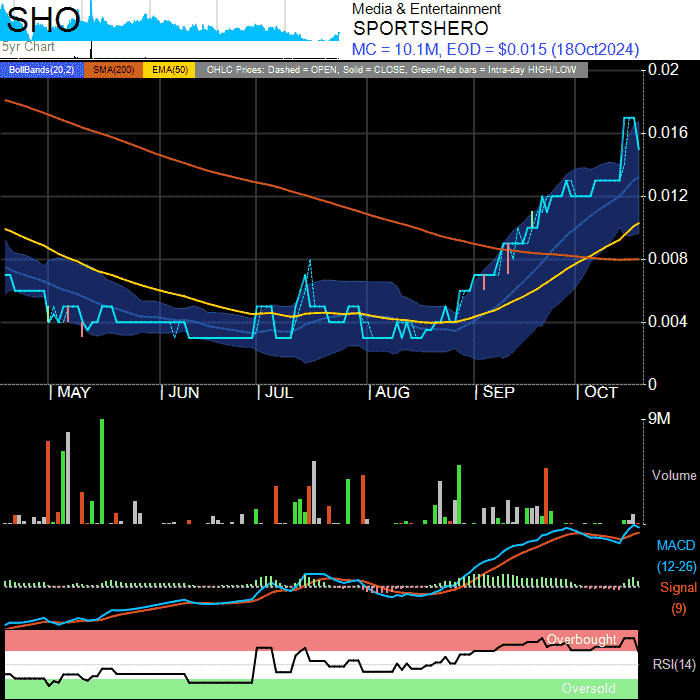 SHO
5yr Chart
Media & Entertainment
SPORTSHERO
MC = 10.1M, EOD = $0.015 (18Oct2024)
BollBands(20,2) SMA(200) EMA(50) OHLC Prices: Dashed = OPEN, Solid = CLOSE, Green/Red bars = Intra-day HIGH/LOW
0.02
0.016
0.012
0.008
0.004
0
| MAY | JUN | JUL | AUG | SEP | OCT
9M
Volume
MACD
(12-26)
Signal
(9)
Overbought
RSI(14)
Oversold